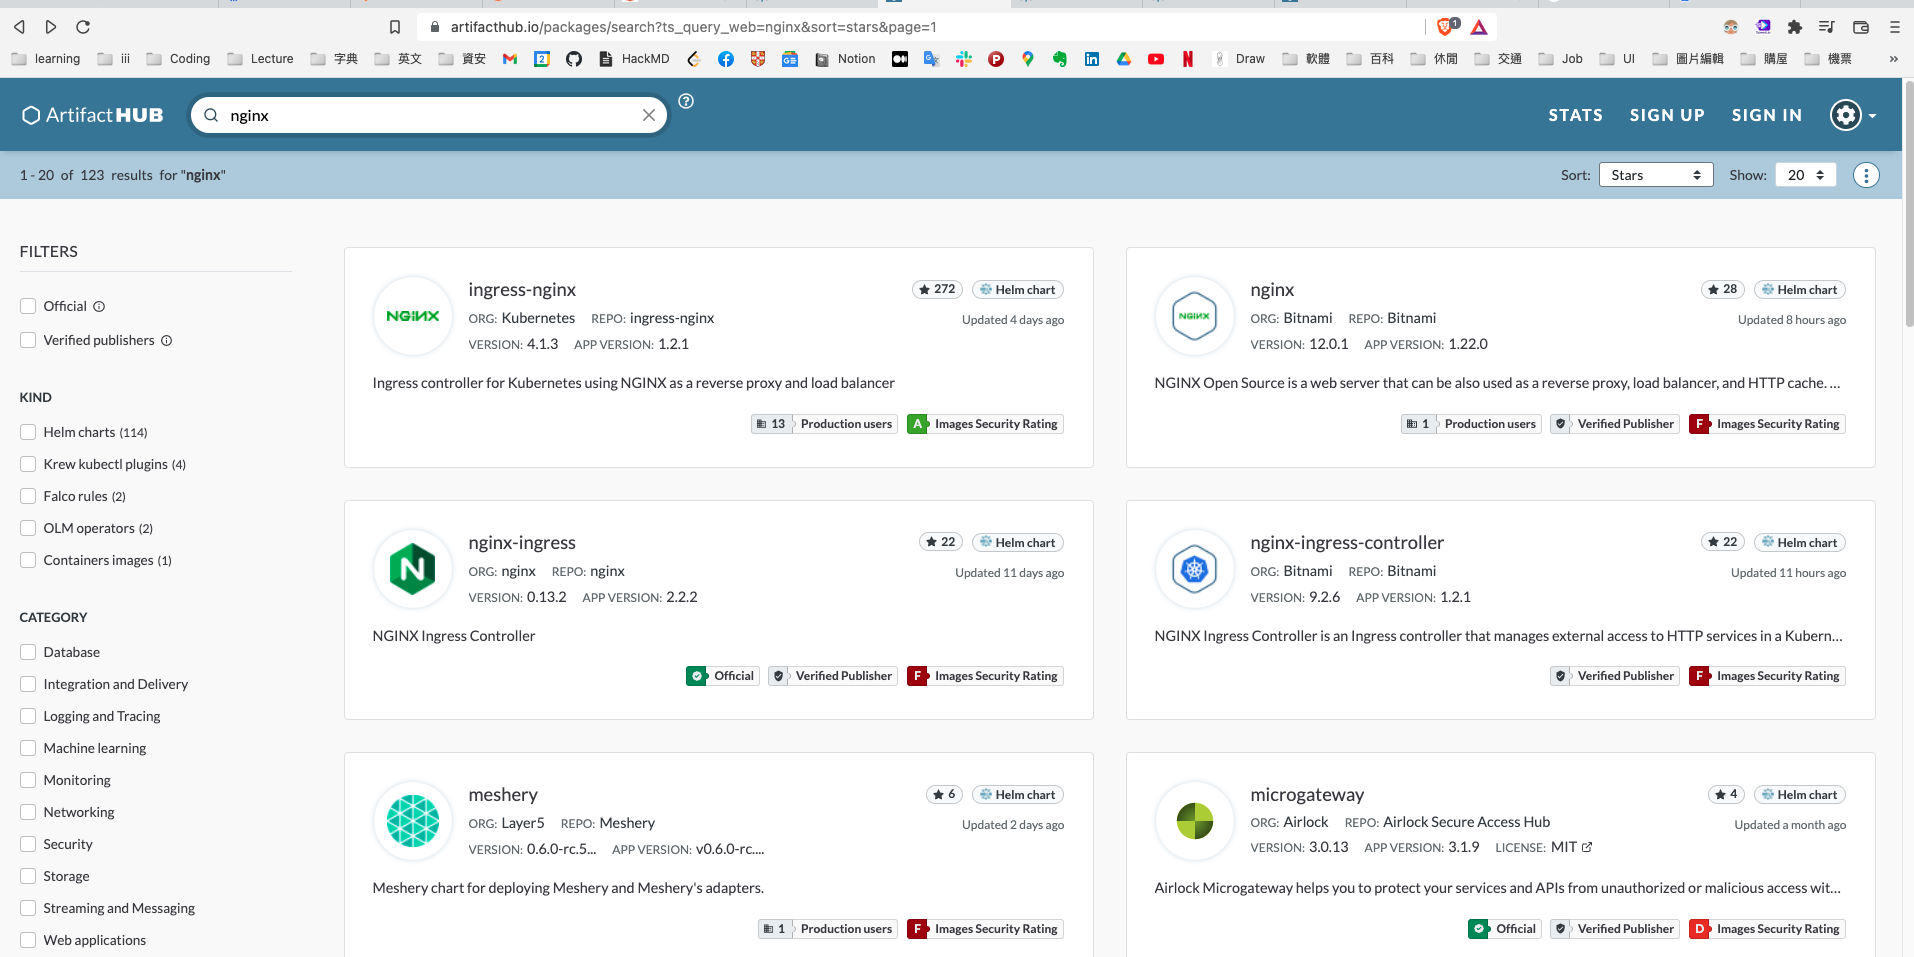 artifacthub.io/packages/search?ts_query_web=nginx&sort=stars&page=1
1
learning iii Coding Lecture 字典 英文 資安 HackMD Notion Draw 軟體 百科 休閒 交通 Job UI 圖片編輯 購屋 機票 »
ArtifactHUB nginx STATS SIGN UP SIGN IN
1 - 20 of 123 results for "nginx" Sort: Stars Show: 20
FILTERS
Official
Verified publishers
KIND
Helm charts (114)
Krew kubectl plugins (4)
Falco rules (2)
OLM operators (2)
Containers images (1)
CATEGORY
Database
Integration and Delivery
Logging and Tracing
Machine learning
Monitoring
Networking
Security
Storage
Streaming and Messaging
Web applications
NGINX
ingress-nginx 272 Helm chart
ORG: Kubernetes REPO: ingress-nginx Updated 4 days ago
VERSION: 4.1.3 APP VERSION: 1.2.1
Ingress controller for Kubernetes using NGINX as a reverse proxy and load balancer
13 Production users A Images Security Rating
NGINX
nginx 28 Helm chart
ORG: Bitnami REPO: Bitnami Updated 8 hours ago
VERSION: 12.0.1 APP VERSION: 1.22.0
NGINX Open Source is a web server that can be also used as a reverse proxy, load balancer, and HTTP cache. ...
1 Production users Verified Publisher F Images Security Rating
N
nginx-ingress 22 Helm chart
ORG: nginx REPO: nginx Updated 11 days ago
VERSION: 0.13.2 APP VERSION: 2.2.2
NGINX Ingress Controller
Official Verified Publisher F Images Security Rating
nginx-ingress-controller 22 Helm chart
ORG: Bitnami REPO: Bitnami Updated 11 hours ago
VERSION: 9.2.6 APP VERSION: 1.2.1
NGINX Ingress Controller is an Ingress controller that manages external access to HTTP services in a Kubern...
Verified Publisher F Images Security Rating
meshery 6 Helm chart
ORG: Layer5 REPO: Meshery Updated 2 days ago
VERSION: 0.6.0-rc.5... APP VERSION: v0.6.0-rc....
Meshery chart for deploying Meshery and Meshery's adapters.
1 Production users F Images Security Rating
microgateway 4 Helm chart
ORG: Airlock REPO: Airlock Secure Access Hub Updated a month ago
VERSION: 3.0.13 APP VERSION: 3.1.9 LICENSE: MIT
Airlock Microgateway helps you to protect your services and APIs from unauthorized or malicious access wit...
Official Verified Publisher D Images Security Rating